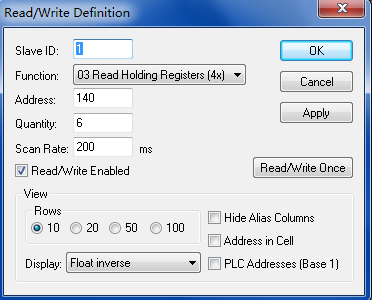 Read/Write Definition
Slave ID: 1 OK
Function: 03 Read Holding Registers (4x) Cancel
Address: 140 Apply
Quantity: 6
Scan Rate: 200 ms
Read/Write Enabled Read/Write Once
View
Rows
10 20 50 100 Hide Alias Columns
Address in Cell
Display: Float inverse PLC Addresses (Base 1)